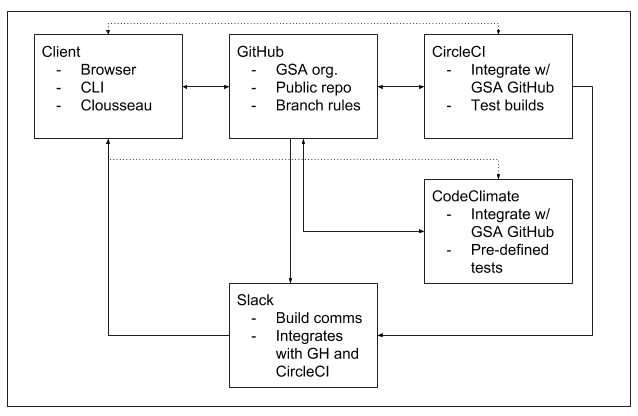 Client
- Browser
- CLI
- Clousseau
GitHub
- GSA org.
- Public repo
- Branch rules
CircleCI
- Integrate w/
GSA GitHub
- Test builds
CodeClimate
- Integrate w/
GSA GitHub
- Pre-defined
tests
Slack
- Build comms
- Integrates
with GH and
CircleCI